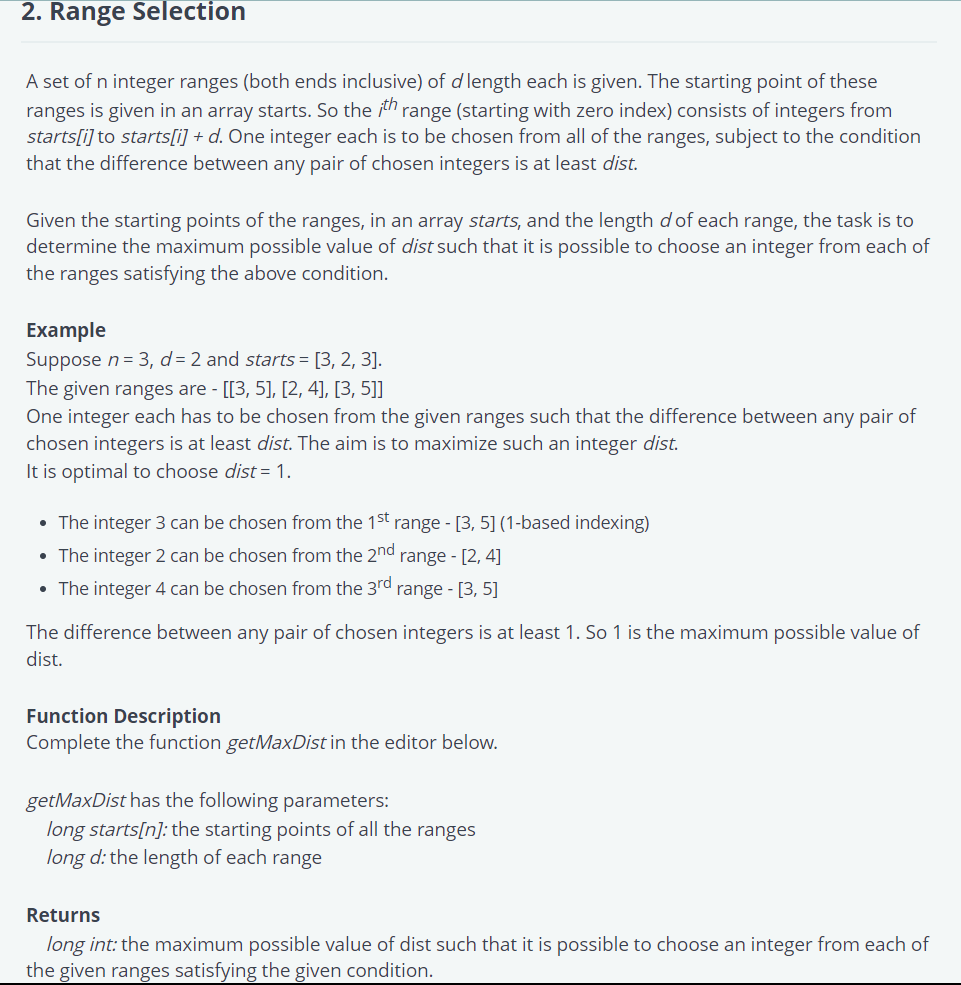 2. Range Selection
A set of n integer ranges (both ends inclusive) of d length each is given. The starting point of these
ranges is given in an array starts. So the ith range (starting with zero index) consists of integers from
starts[i] to starts[i] + d. One integer each is to be chosen from all of the ranges, subject to the condition
that the difference between any pair of chosen integers is at least dist.
Given the starting points of the ranges, in an array starts, and the length d of each range, the task is to
determine the maximum possible value of dist such that it is possible to choose an integer from each of
the ranges satisfying the above condition.
Example
Suppose n = 3, d = 2 and starts = [3, 2, 3].
The given ranges are - [[3, 5], [2, 4], [3, 5]]
One integer each has to be chosen from the given ranges such that the difference between any pair of
chosen integers is at least dist. The aim is to maximize such an integer dist.
It is optimal to choose dist = 1.
• The integer 3 can be chosen from the 1st range - [3, 5] (1-based indexing)
• The integer 2 can be chosen from the 2nd range - [2, 4]
• The integer 4 can be chosen from the 3rd range - [3, 5]
The difference between any pair of chosen integers is at least 1. So 1 is the maximum possible value of
dist.
Function Description
Complete the function getMaxDist in the editor below.
getMaxDist has the following parameters:
long starts[n]: the starting points of all the ranges
long d: the length of each range
Returns
long int: the maximum possible value of dist such that it is possible to choose an integer from each of
the given ranges satisfying the given condition.